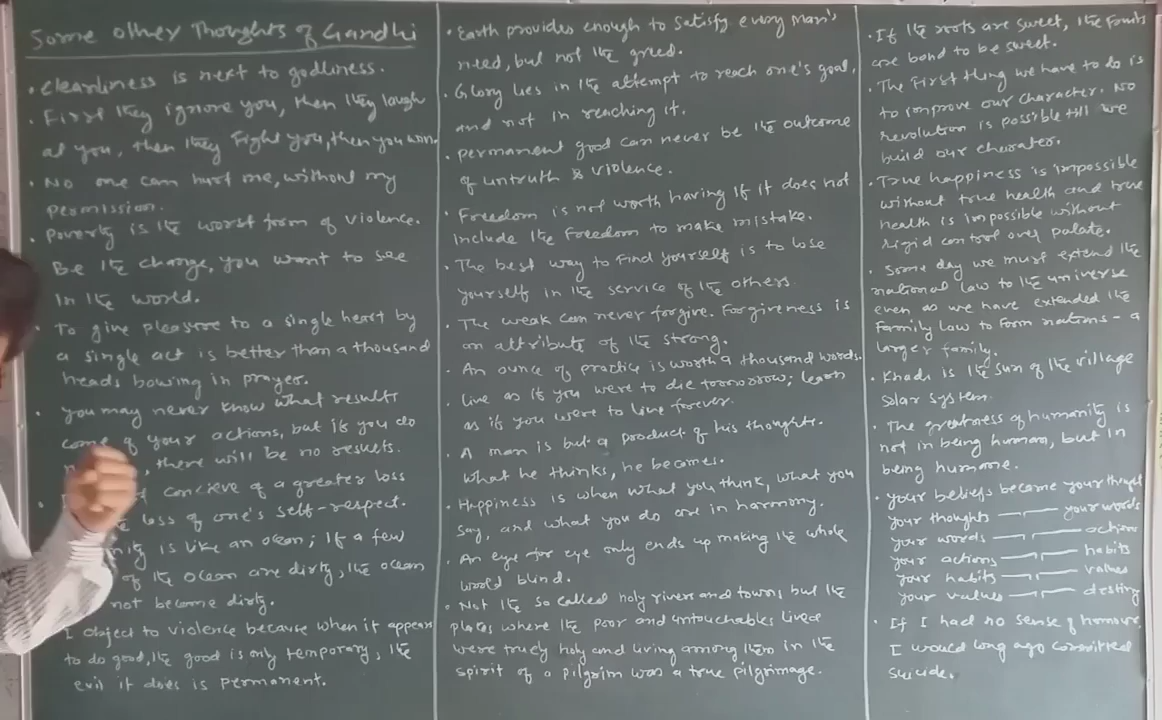 Some other Thoughts of Gandhi
• Cleanliness is next to godliness.
• First they ignore you, then they laugh
at you, then they fight you, then you won.
• No one can hurt me, without my
permission.
• Poverty is the worst form of violence.
Be the change, you want to see
in the world.
• To give pleasure to a single heart by
a single act is better than a thousand
heads bowing in prayer.
• You may never know what results
come of your actions, but if you do
, there will be no results.
concieve of a greater loss
loss of one's self-respect.
is like an ocean; If a few
of the ocean are dirty, the ocean
not become dirty.
I object to violence because when it appears
to do good, the good is only temporary; the
evil it does is permanent.
• Earth provides enough to satisfy every man's
need, but not the greed.
• Glory lies in the attempt to reach one's goal,
and not in reaching it.
• permanent good can never be the outcome
of untruth & violence.
• Freedom is not worth having if it does not
include the freedom to make mistake.
• The best way to find yourself is to lose
yourself in the service of the others.
• The weak can never forgive. Forgiveness is
an attribute of the strong.
• An ounce of practice is worth a thousand words.
• live as if you were to die tomorrow; learn
as if you were to live forever.
• A man is but a product of his thoughts.
What he thinks, he becomes.
• Happiness is when what you think, what you
say, and what you do are in harmony.
• An eye for eye only ends up making the whole
world blind.
• Not the so called holy rivers and towns but the
places where the poor and untouchables lived
were truly holy and living among them in the
spirit of a pilgrim was a true pilgrimage.
• If the roots are sweet, the fruits
are bond to be sweet.
• The first thing we have to do is
to improve our character. No
revolution is possible till we
build our charater.
• True happiness is impossible
without true health and true
health is impossible without
rigid control over palate.
• Some day we must extend the
national law to the universe
even as we have extended the
family law to form nations - a
larger family.
• Khadi is the sun of the village
solar system.
• The greatness of humanity is
not in being human, but in
being humane.
• Your beliefs become your thought
your thoughts — " — your words
your words — " — actions
your actions — " — habits
your habits — " — values
your values — " — destiny
• If I had no sense of humour,
I would long ago committed
suicide.